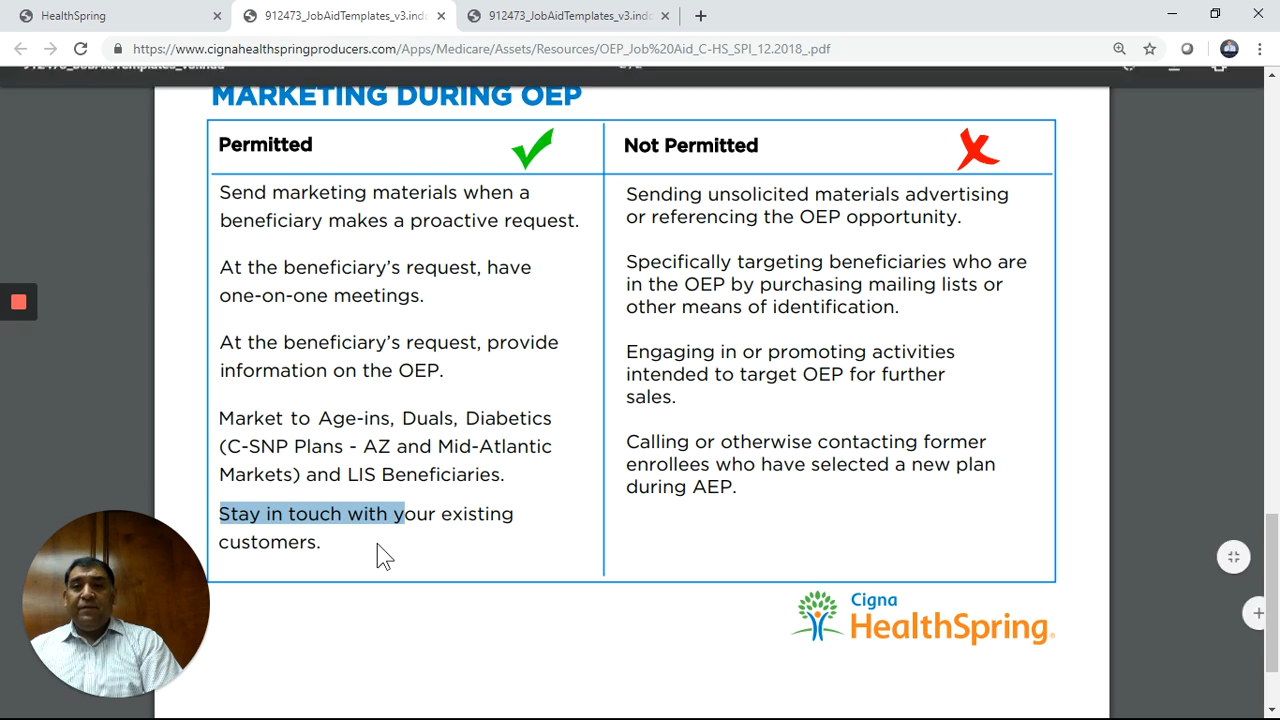 HealthSpring
912473_JobAidTemplates_v3.indd
912473_JobAidTemplates_v3.indd
https://www.cignahealthspringproducers.com/Apps/Medicare/Assets/Resources/OEP_Job%20Aid_C-HS_SPI_12.2018_.pdf
MARKETING DURING OEP
Permitted
Send marketing materials when a
beneficiary makes a proactive request.
At the beneficiary's request, have
one-on-one meetings.
At the beneficiary's request, provide
information on the OEP.
Market to Age-ins, Duals, Diabetics
(C-SNP Plans - AZ and Mid-Atlantic
Markets) and LIS Beneficiaries.
Stay in touch with your existing
customers.
Not Permitted
Sending unsolicited materials advertising
or referencing the OEP opportunity.
Specifically targeting beneficiaries who are
in the OEP by purchasing mailing lists or
other means of identification.
Engaging in or promoting activities
intended to target OEP for further
sales.
Calling or otherwise contacting former
enrollees who have selected a new plan
during AEP.
Cigna
HealthSpring.